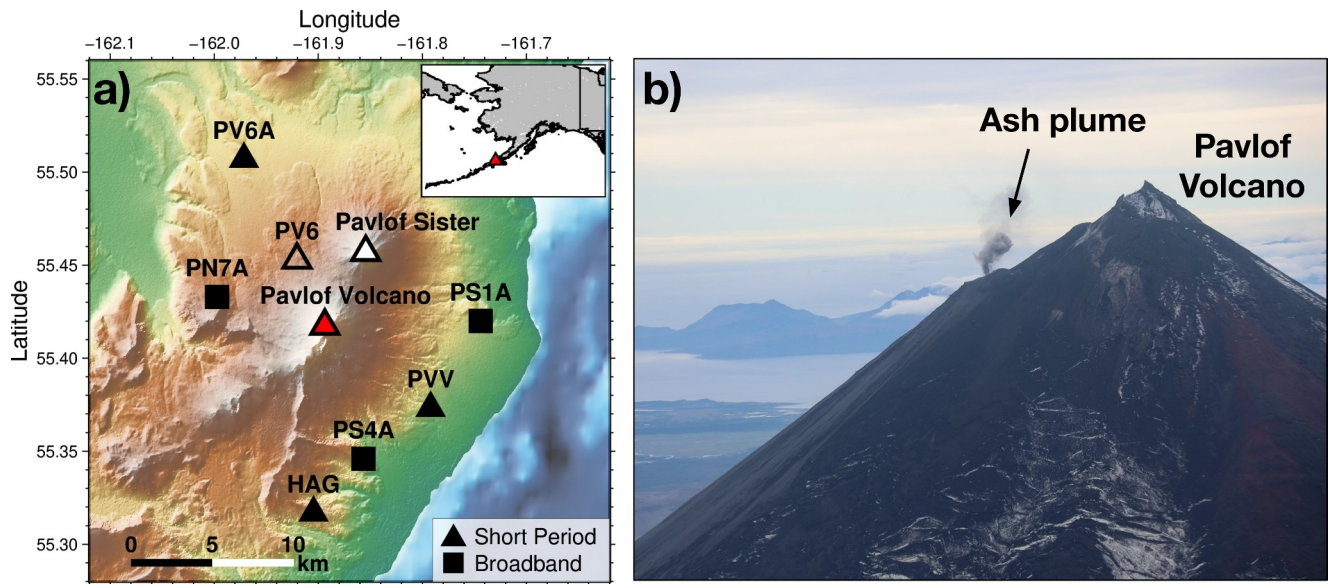 Longitude
−162.1 −162.0 −161.9 −161.8 −161.7
a)
b)
55.55
55.50
55.45
55.40
55.35
55.30
Latitude
PV6A
PV6
Pavlof Sister
PN7A
Pavlof Volcano
PS1A
PVV
PS4A
HAG
0 5 10
km
Short Period
Broadband
Ash plume
Pavlof
Volcano